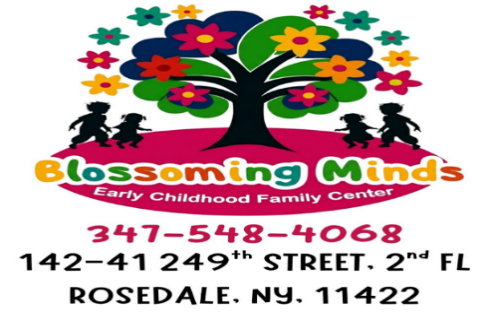 Blossoming Minds
Early Childhood Family Center
347-548-4068
142-41 249th STREET. 2nd FL
ROSEDALE. NY. 11422